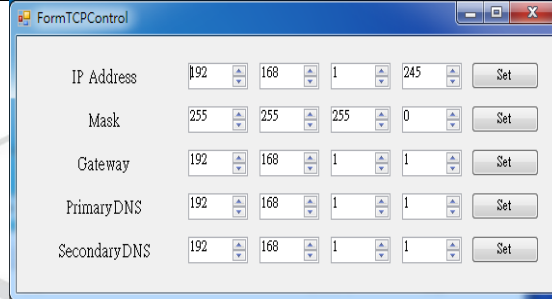 FormTCPControl
IP Address 192 168 1 245 Set
Mask 255 255 255 0 Set
Gateway 192 168 1 1 Set
PrimaryDNS 192 168 1 1 Set
SecondaryDNS 192 168 1 1 Set